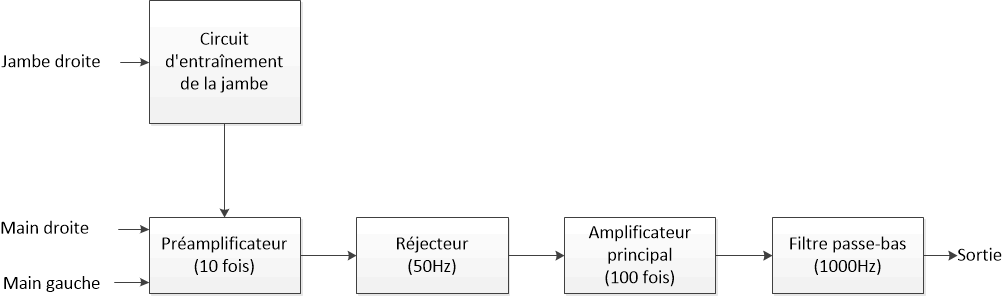 Jambe droite
Circuit
d'entraînement
de la jambe
Main droite
Main gauche
Préamplificateur
(10 fois)
Réjecteur
(50Hz)
Amplificateur
principal
(100 fois)
Filtre passe-bas
(1000Hz)
Sortie